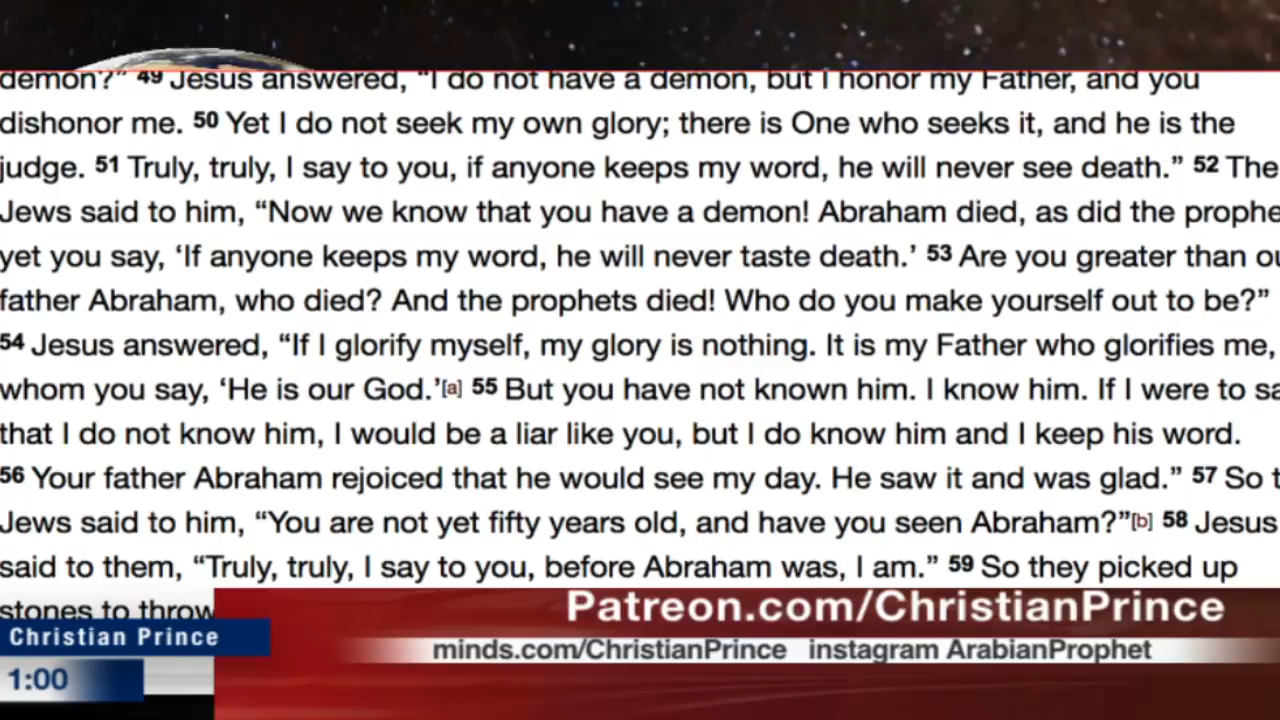 demon?” 49 Jesus answered, “I do not have a demon, but I honor my Father, and you
dishonor me. 50 Yet I do not seek my own glory; there is One who seeks it, and he is the
judge. 51 Truly, truly, I say to you, if anyone keeps my word, he will never see death.” 52 The
Jews said to him, “Now we know that you have a demon! Abraham died, as did the prophe
yet you say, ‘If anyone keeps my word, he will never taste death.’ 53 Are you greater than ou
father Abraham, who died? And the prophets died! Who do you make yourself out to be?”
54 Jesus answered, “If I glorify myself, my glory is nothing. It is my Father who glorifies me,
whom you say, ‘He is our God.’[a] 55 But you have not known him. I know him. If I were to sa
that I do not know him, I would be a liar like you, but I do know him and I keep his word.
56 Your father Abraham rejoiced that he would see my day. He saw it and was glad.” 57 So t
Jews said to him, “You are not yet fifty years old, and have you seen Abraham?”[b] 58 Jesus
said to them, “Truly, truly, I say to you, before Abraham was, I am.” 59 So they picked up
stones to throw
Patreon.com/ChristianPrince
Christian Prince
minds.com/ChristianPrince instagram ArabianProphet
1:00